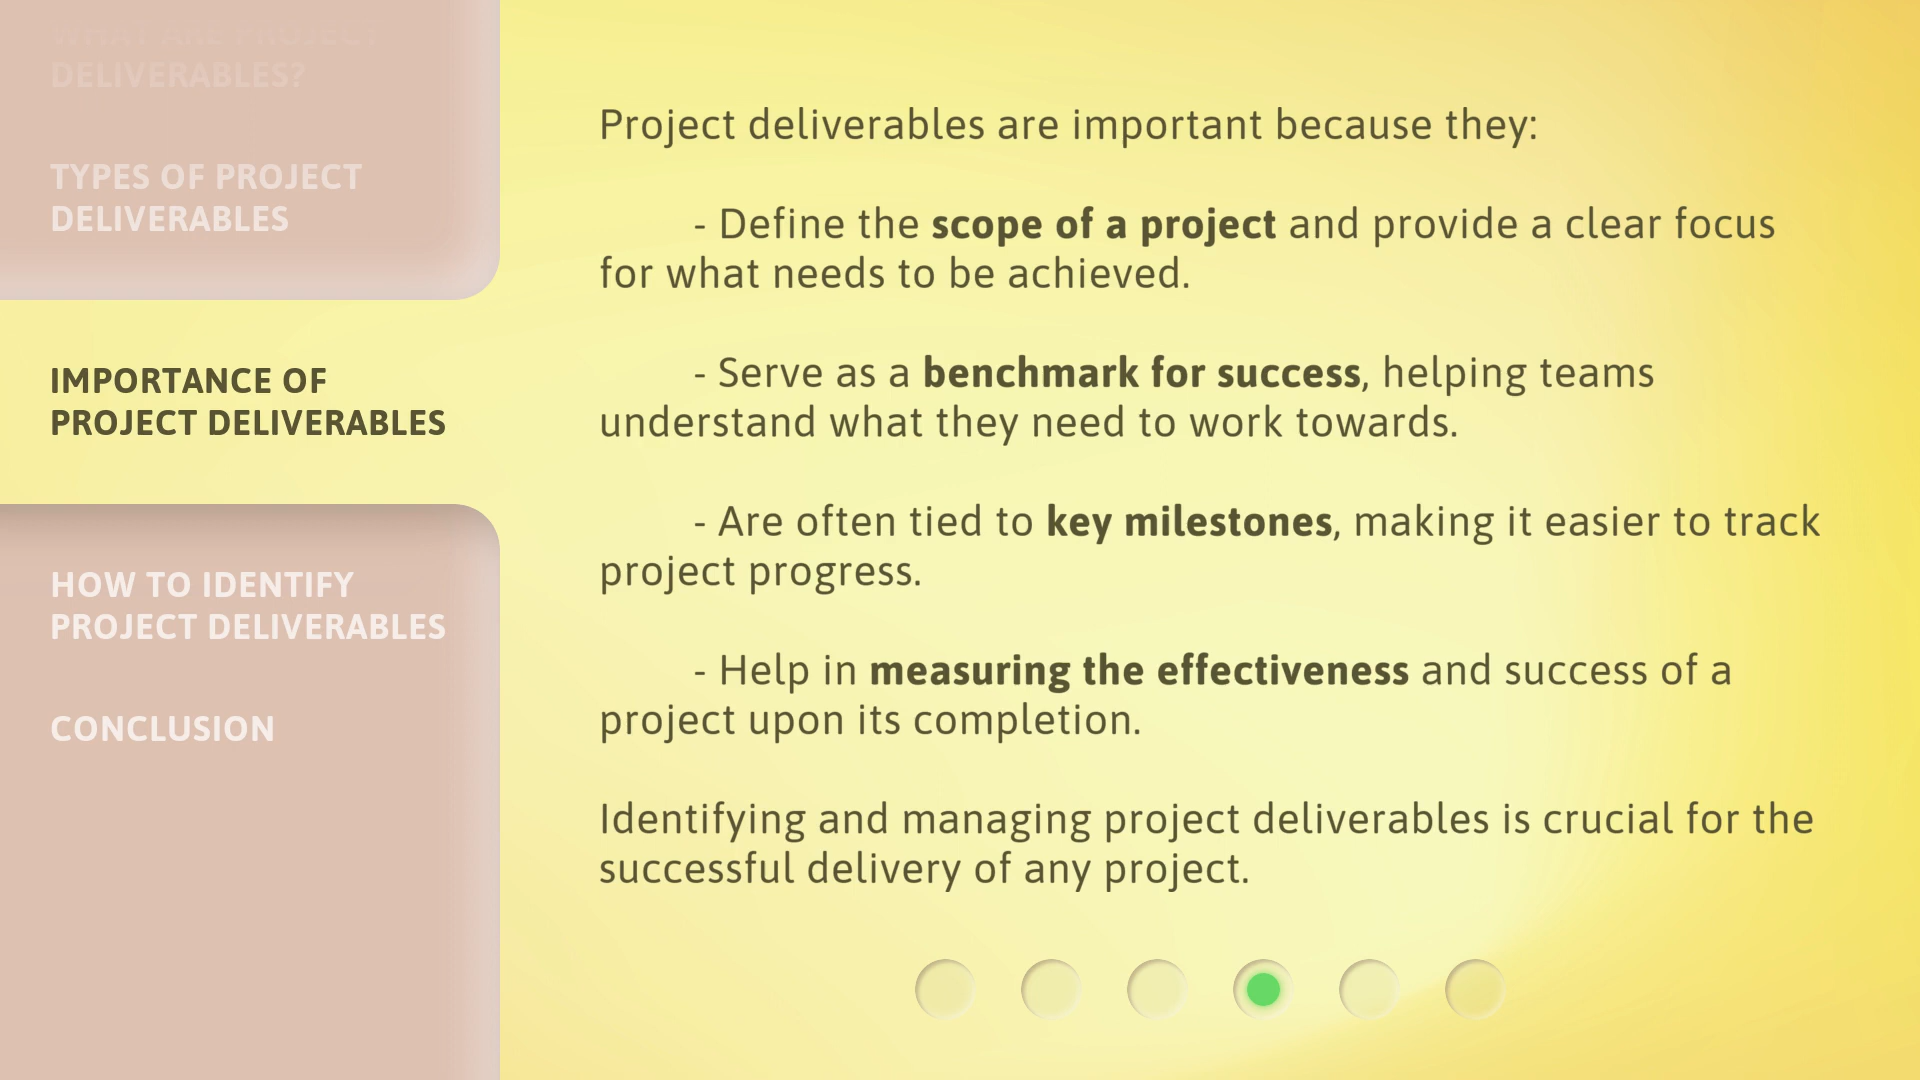 WHAT ARE PROJECT
DELIVERABLES?
TYPES OF PROJECT
DELIVERABLES
IMPORTANCE OF
PROJECT DELIVERABLES
HOW TO IDENTIFY
PROJECT DELIVERABLES
CONCLUSION
Project deliverables are important because they:
- Define the scope of a project and provide a clear focus
for what needs to be achieved.
- Serve as a benchmark for success, helping teams
understand what they need to work towards.
- Are often tied to key milestones, making it easier to track
project progress.
- Help in measuring the effectiveness and success of a
project upon its completion.
Identifying and managing project deliverables is crucial for the
successful delivery of any project.